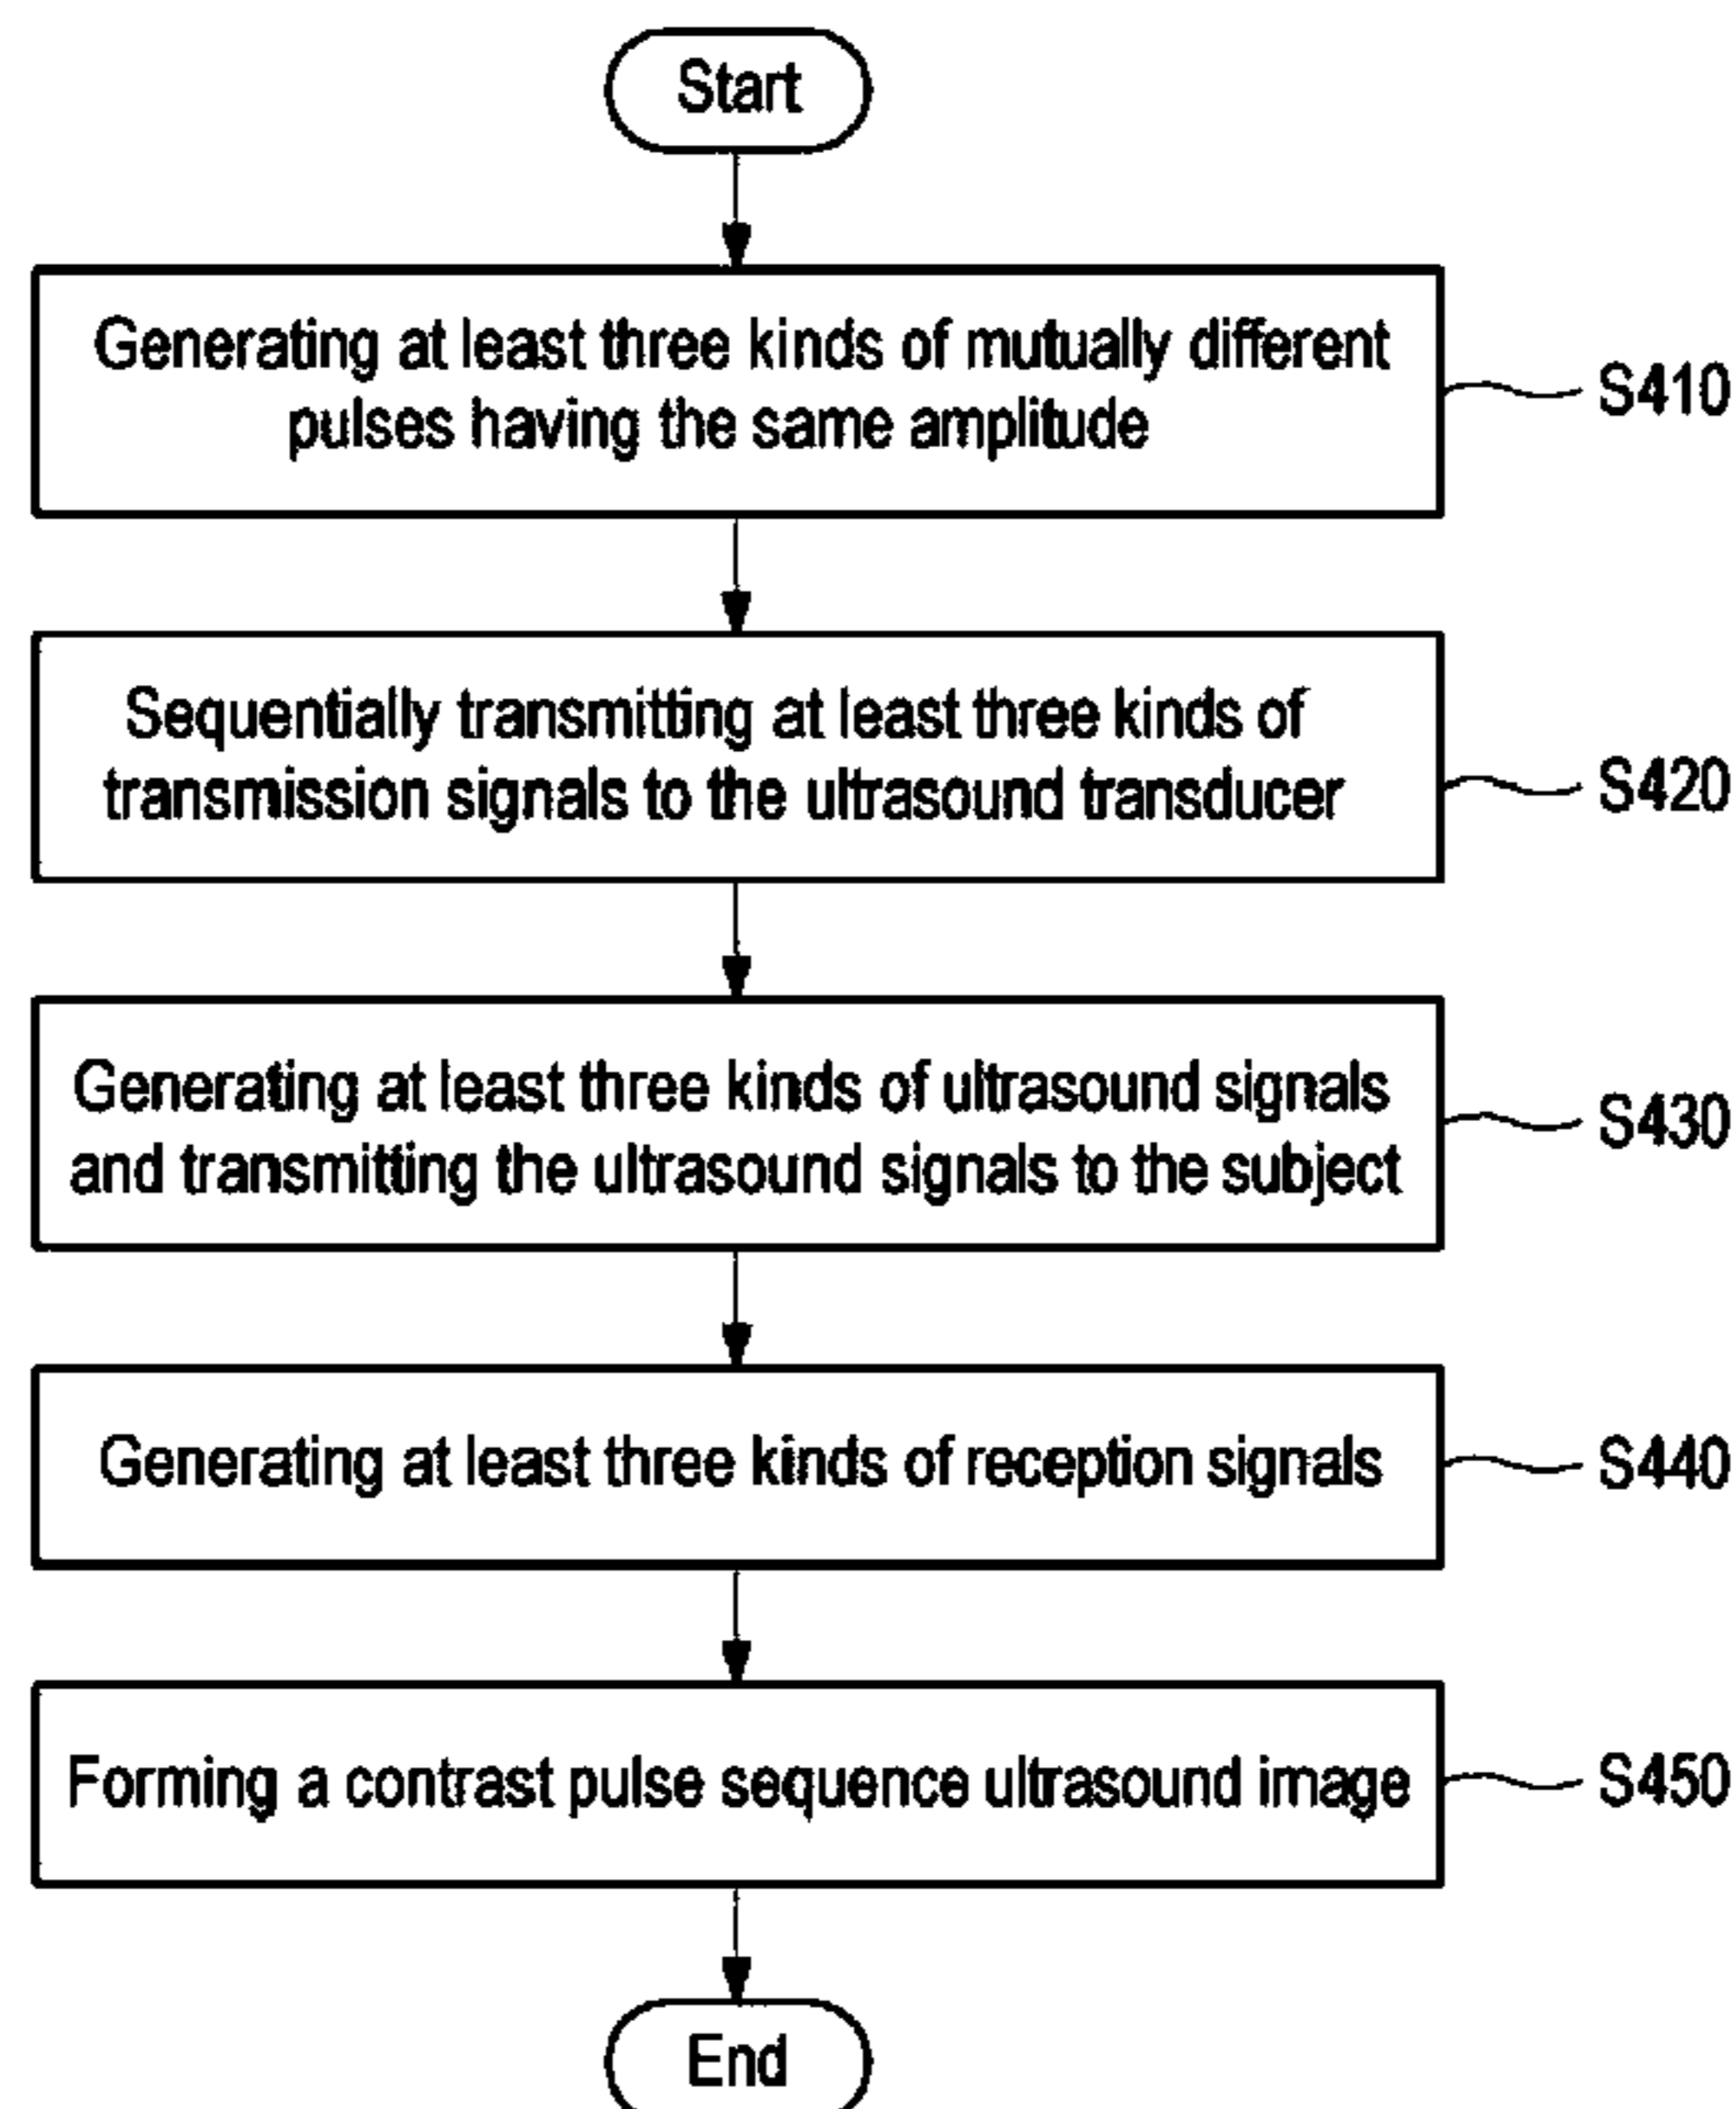 Start
Generating at least three kinds of mutually different
pulses having the same amplitude
S410
Sequentially transmitting at least three kinds of
transmission signals to the ultrasound transducer
S420
Generating at least three kinds of ultrasound signals
and transmitting the ultrasound signals to the subject
S430
Generating at least three kinds of reception signals
S440
Forming a contrast pulse sequence ultrasound image
S450
End